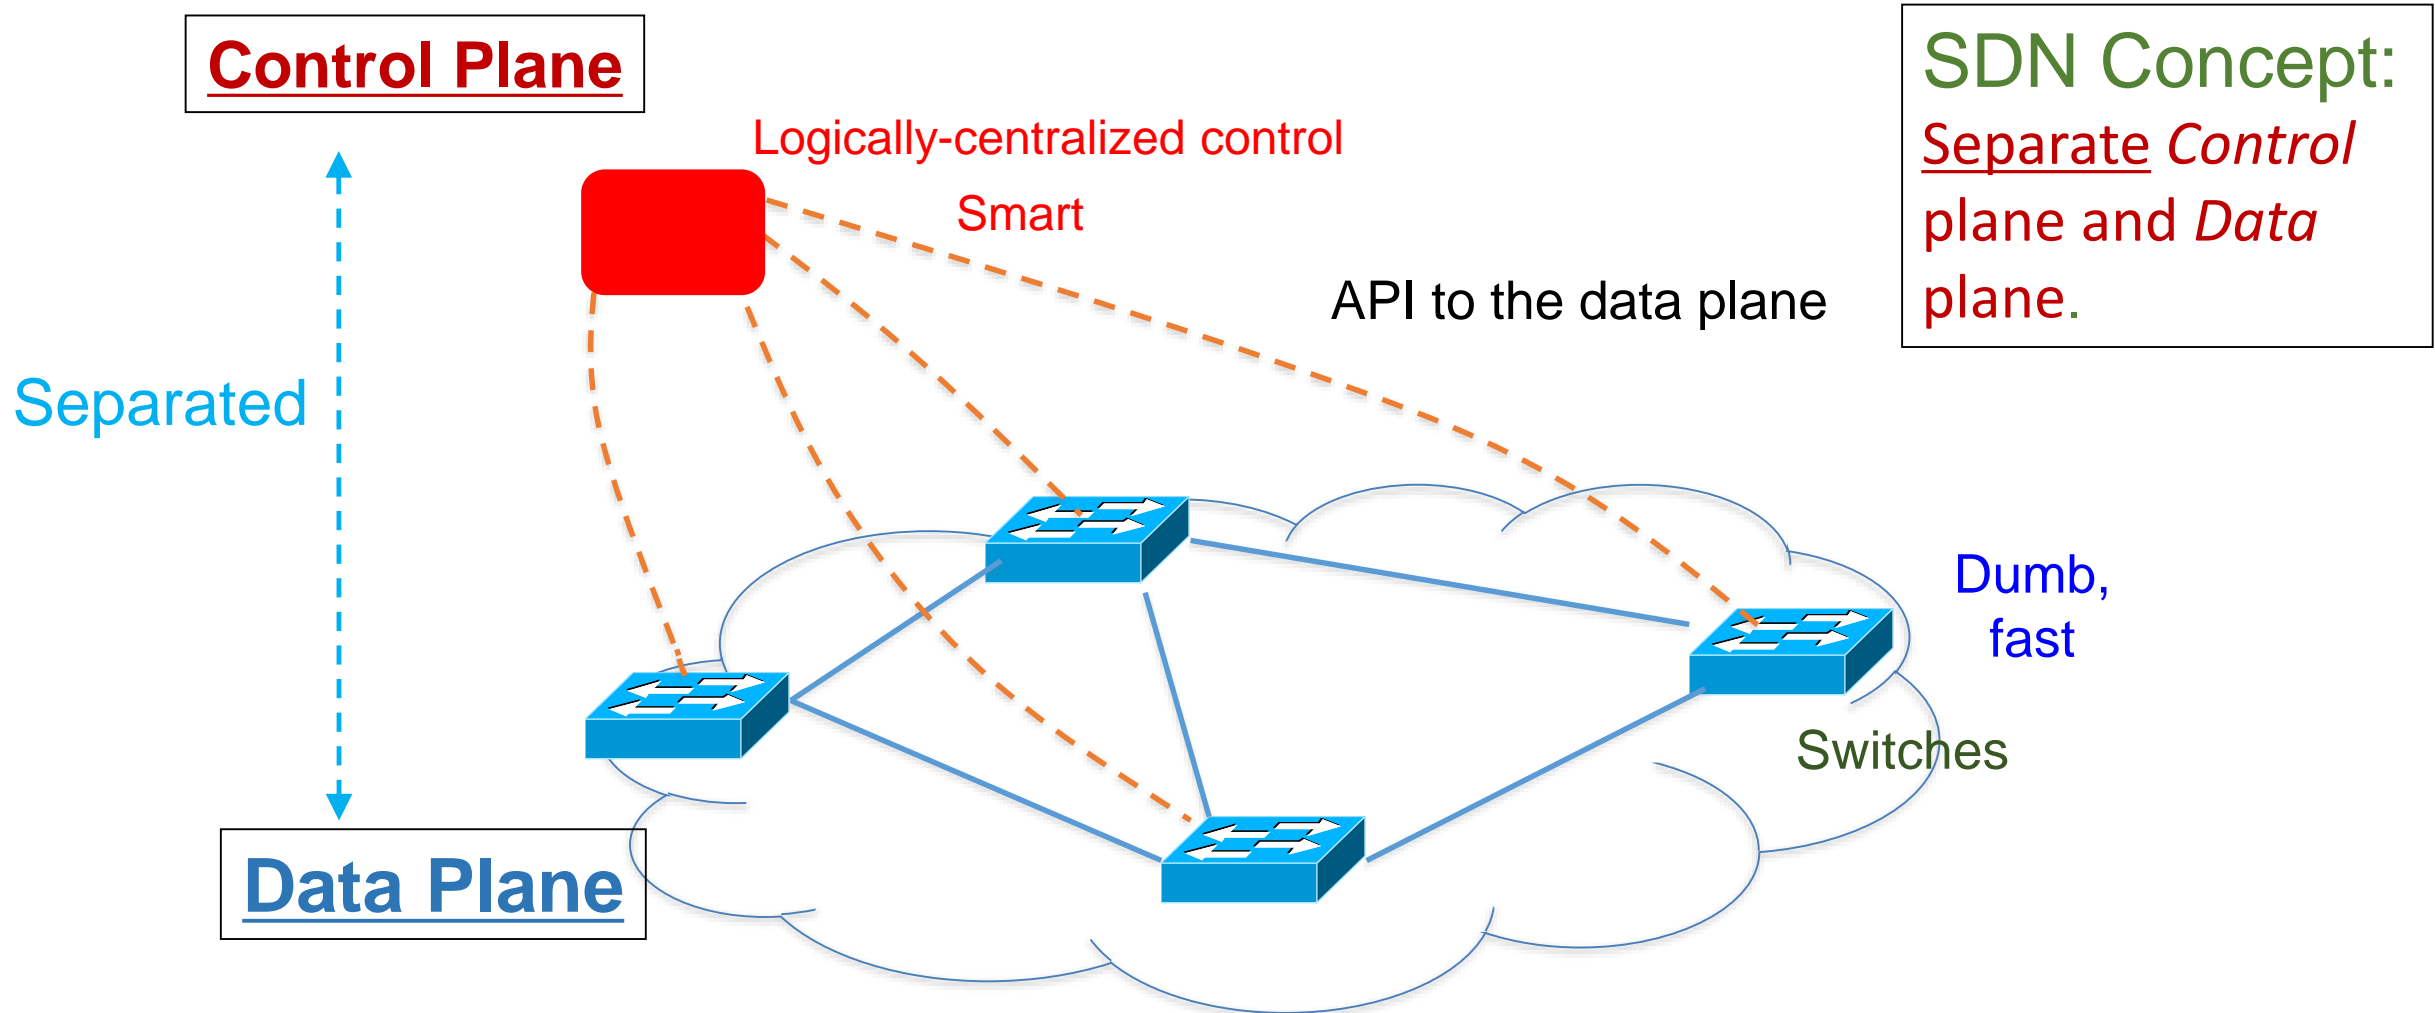 Control Plane
Logically-centralized control
Smart
API to the data plane
SDN Concept:
Separate Control
plane and Data
plane.
Separated
Dumb,
fast
Switches
Data Plane